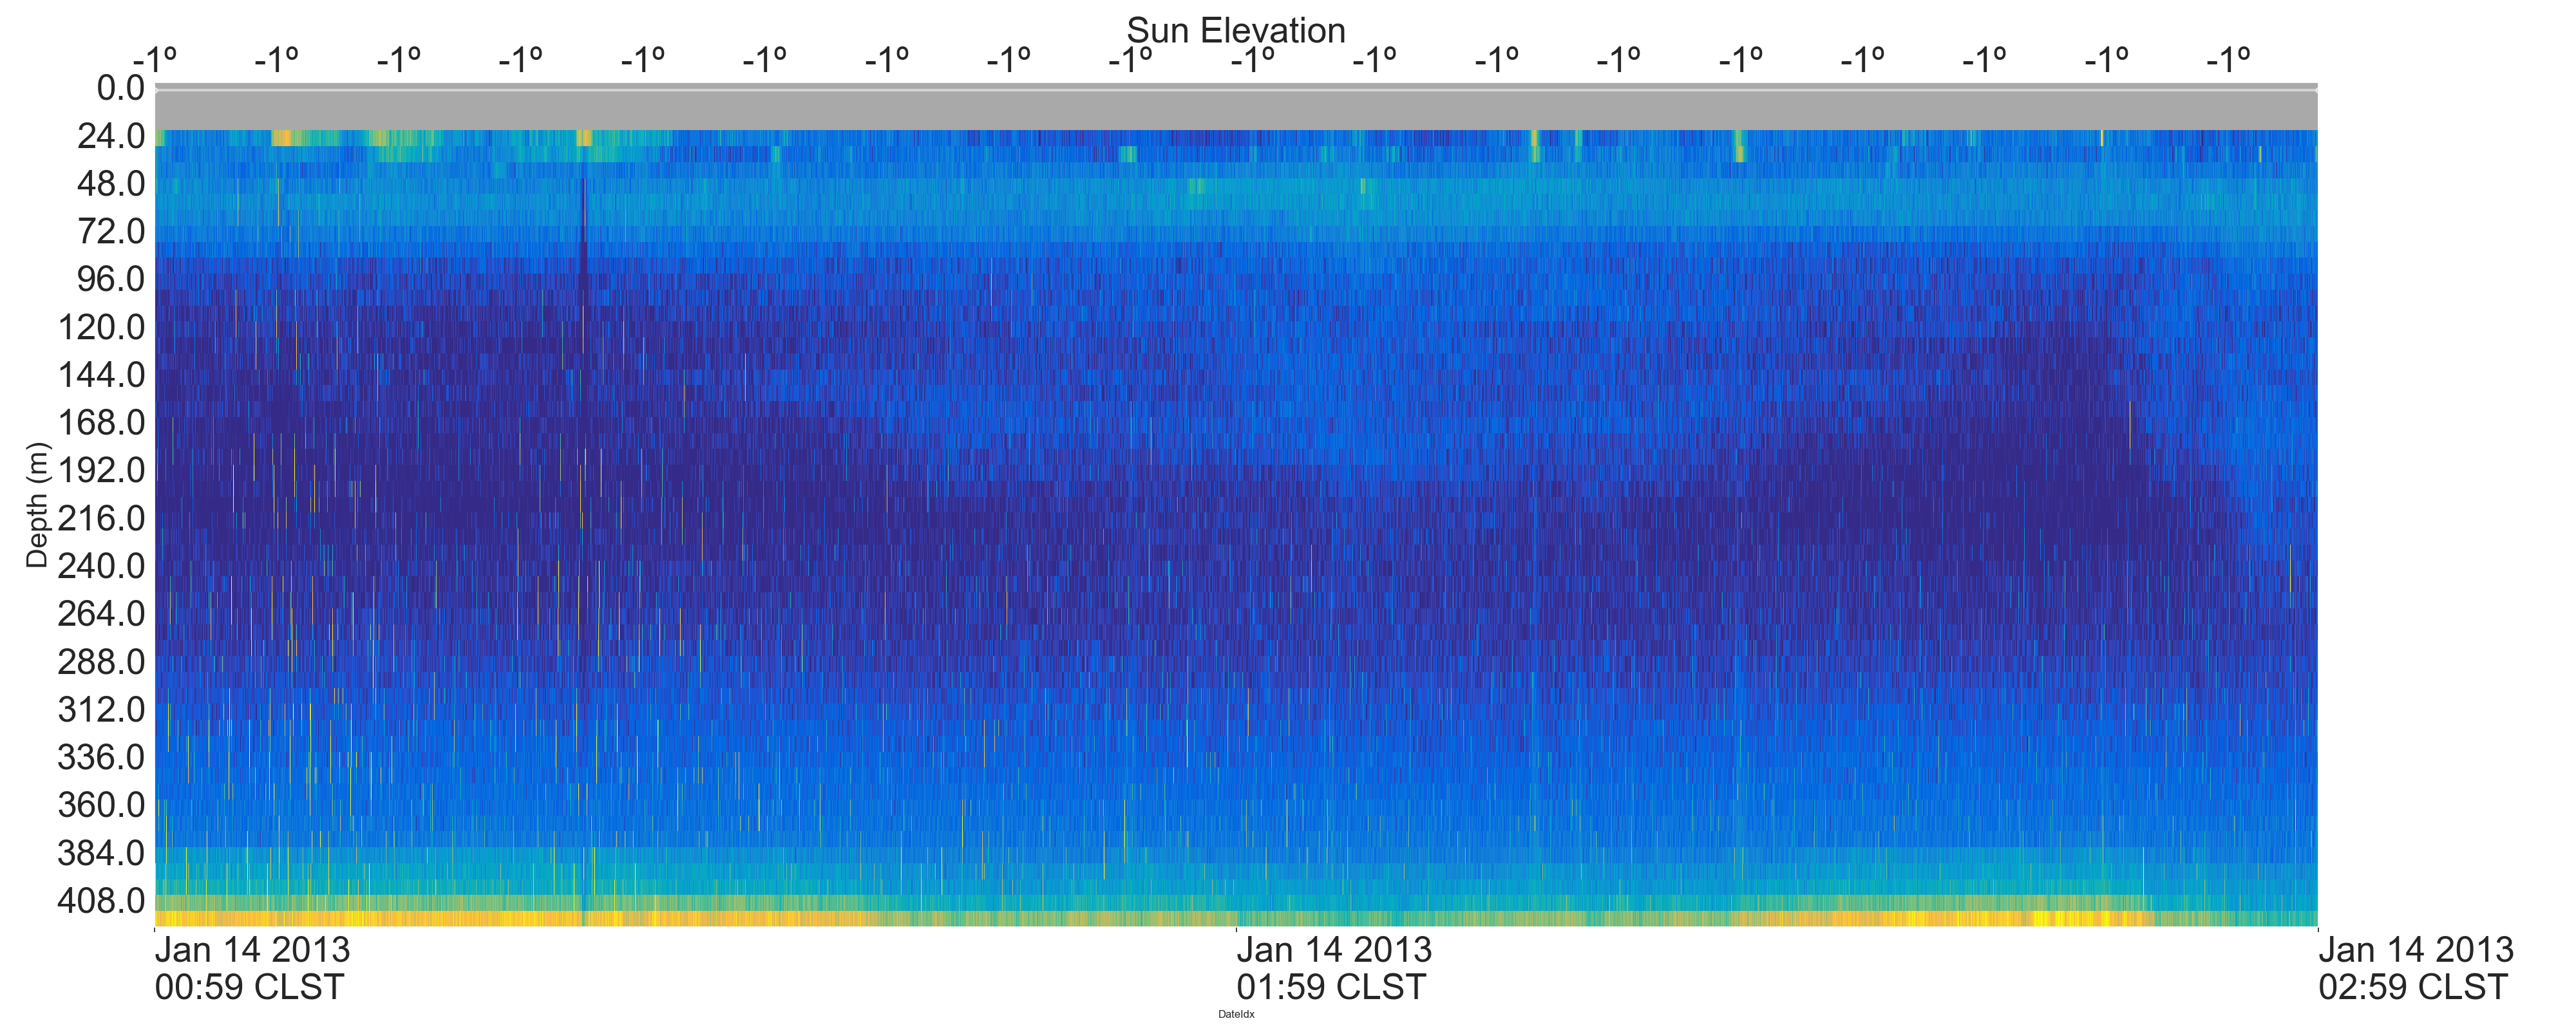 Sun Elevation
-1º -1º -1º -1º -1º -1º -1º -1º -1º -1º -1º -1º -1º -1º -1º -1º -1º -1º
0.0
24.0
48.0
72.0
96.0
120.0
144.0
168.0
192.0
216.0
240.0
264.0
288.0
312.0
336.0
360.0
384.0
408.0
Depth (m)
Jan 14 2013
00:59 CLST
Jan 14 2013
01:59 CLST
Jan 14 2013
02:59 CLST
DateIdx